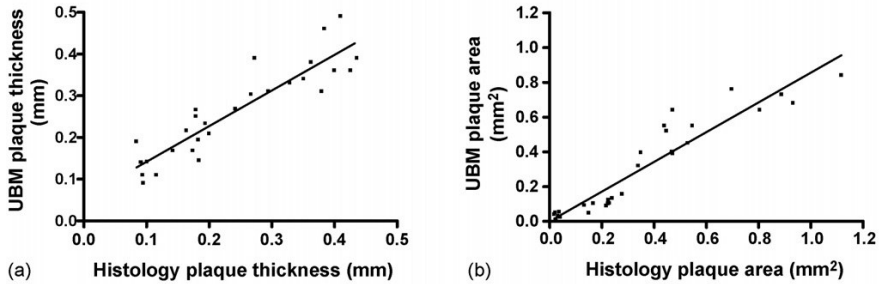 0.5
0.4
0.3
0.2
0.1
0.0
UBM plaque thickness
(mm)
0.0 0.1 0.2 0.3 0.4 0.5
(a) Histology plaque thickness (mm)
1.2
1.0
0.8
0.6
0.4
0.2
0.0
UBM plaque area
(mm²)
0.0 0.2 0.4 0.6 0.8 1.0 1.2
(b) Histology plaque area (mm²)